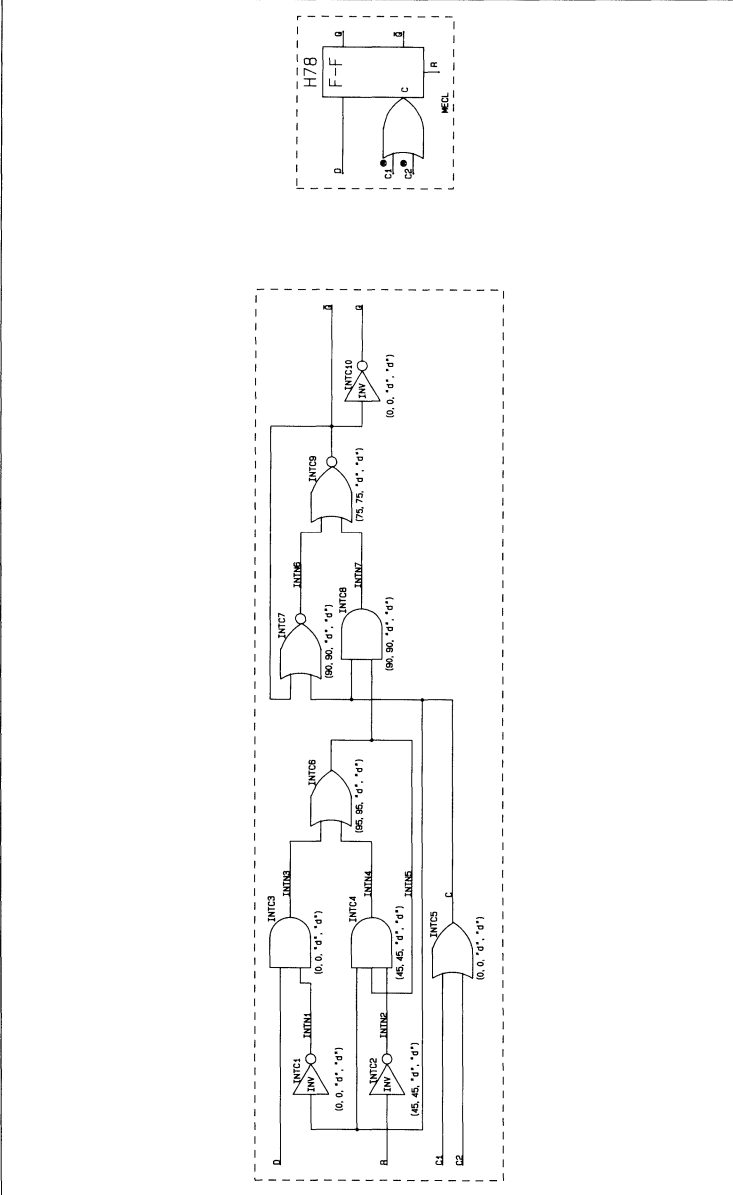 H78
F-F
D
C1
C2
C
Q
Q̅
R
MECL
D
R
C1
C2
INTC1
INV
(0, 0, "d", "d")
INTN1
INTC2
INV
(45, 45, "d", "d")
INTN2
INTC3
(0, 0, "d", "d")
INTN3
INTC4
(45, 45, "d", "d")
INTN4
INTN5
INTC5
(0, 0, "d", "d")
C
INTC6
(95, 95, "d", "d")
INTC7
(90, 90, "d", "d")
INTN6
INTC8
(90, 90, "d", "d")
INTN7
INTC9
(75, 75, "d", "d")
INTC10
INV
(0, 0, "d", "d")
Q̅
Q